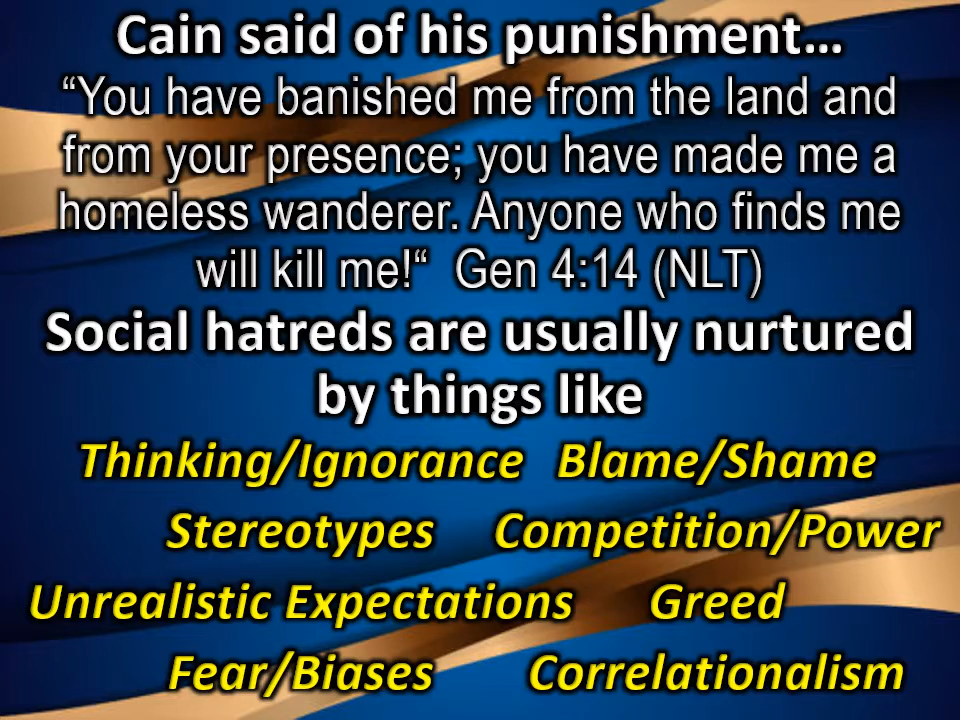 Cain said of his punishment…
“You have banished me from the land and
from your presence; you have made me a
homeless wanderer. Anyone who finds me
will kill me!“  Gen 4:14 (NLT)
Social hatreds are usually nurtured
by things like
Thinking/Ignorance   Blame/Shame
Stereotypes   Competition/Power
Unrealistic Expectations   Greed
Fear/Biases   Correlationalism